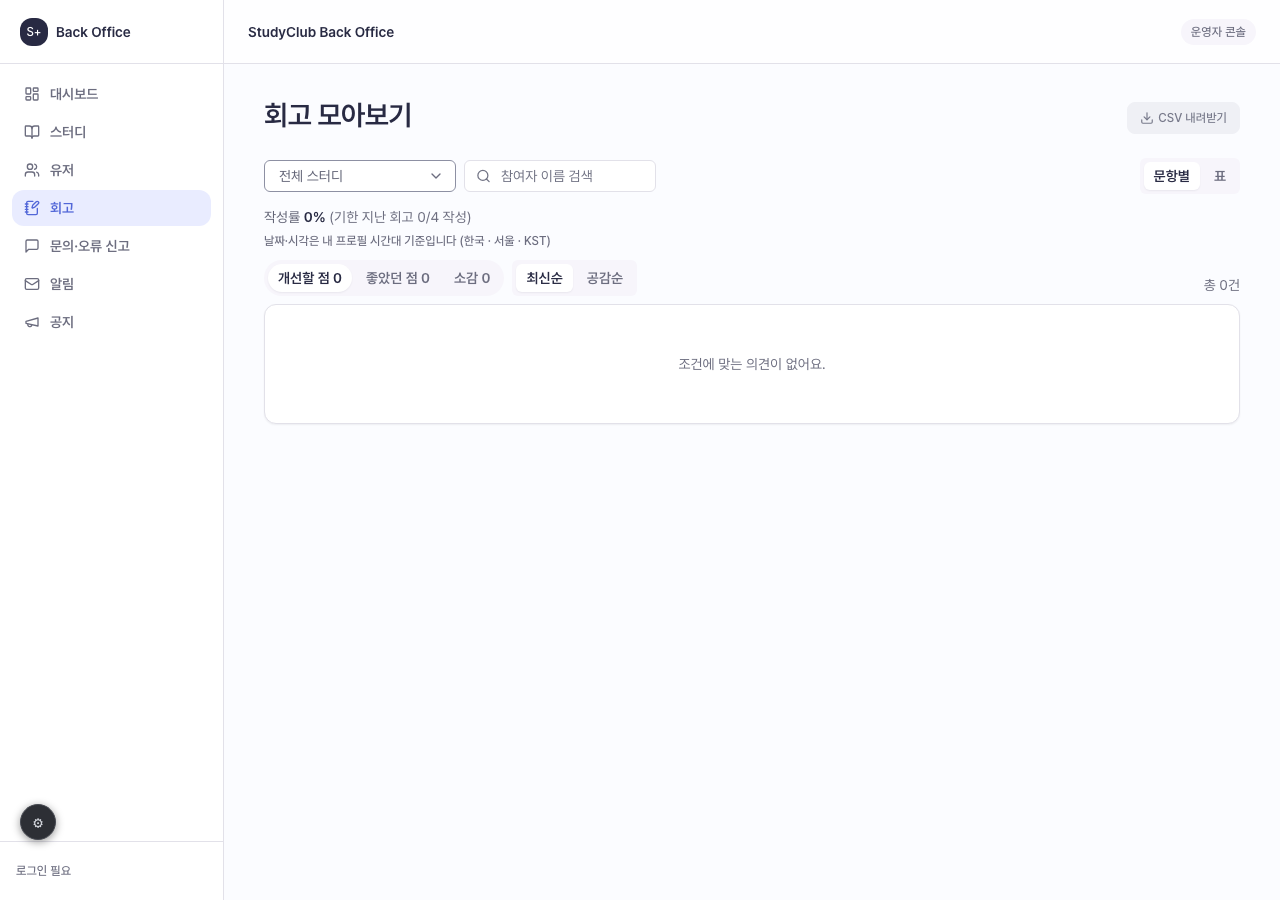 S+ Back Office
StudyClub Back Office
운영자 콘솔
대시보드
스터디
유저
회고
문의·오류 신고
알림
공지
로그인 필요
회고 모아보기
CSV 내려받기
전체 스터디
참여자 이름 검색
문항별 표
작성률 0% (기한 지난 회고 0/4 작성)
날짜·시각은 내 프로필 시간대 기준입니다 (한국 · 서울 · KST)
개선할 점 0 좋았던 점 0 소감 0 최신순 공감순
총 0건
조건에 맞는 의견이 없어요.